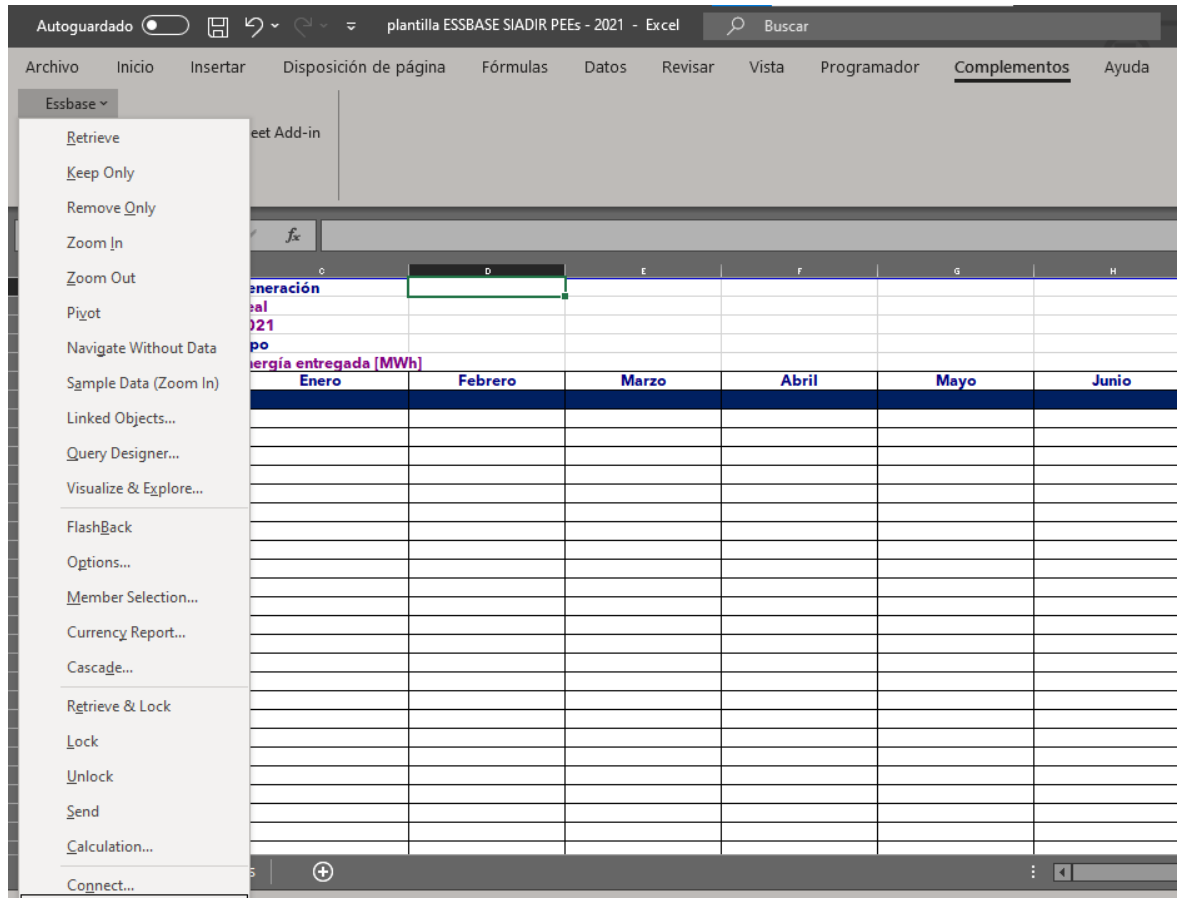 Autoguardado plantilla ESSBASE SIADIR PEEs - 2021 - Excel Buscar
Archivo Inicio Insertar Disposición de página Fórmulas Datos Revisar Vista Programador Complementos Ayuda
Essbase
eet Add-in
Retrieve
Keep Only
Remove Only
Zoom In
Zoom Out
Pivot
Navigate Without Data
Sample Data (Zoom In)
Linked Objects...
Query Designer...
Visualize & Explore...
FlashBack
Options...
Member Selection...
Currency Report...
Cascade...
Retrieve & Lock
Lock
Unlock
Send
Calculation...
Connect...
fx
C D E F G H
eneración
eal
021
po
nergía entregada [MWh]
Enero Febrero Marzo Abril Mayo Junio